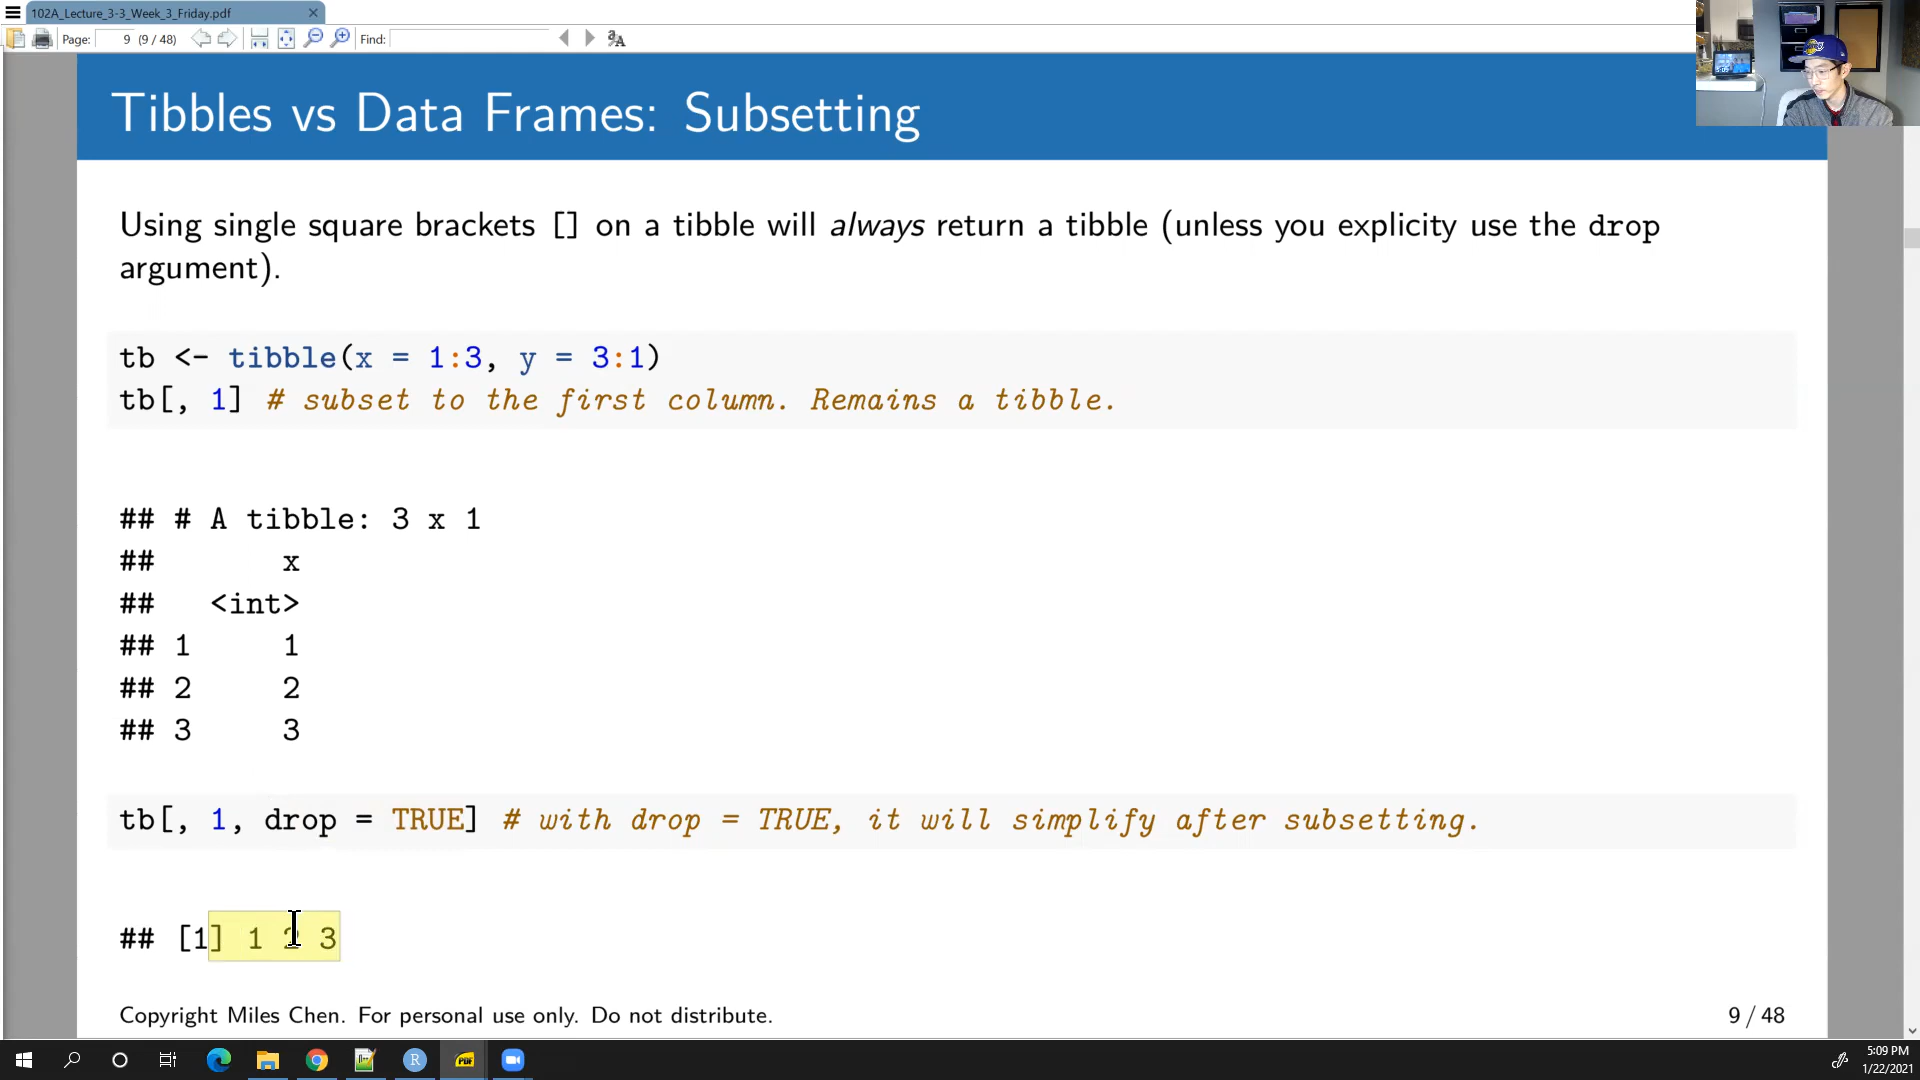 102A_Lecture_3-3_Week_3_Friday.pdf
Page: 9 (9 / 48) Find:
Tibbles vs Data Frames: Subsetting
Using single square brackets [] on a tibble will always return a tibble (unless you explicity use the drop
argument).
tb <- tibble(x = 1:3, y = 3:1)
tb[, 1] # subset to the first column. Remains a tibble.
## # A tibble: 3 x 1
##       x
##   <int>
## 1     1
## 2     2
## 3     3
tb[, 1, drop = TRUE] # with drop = TRUE, it will simplify after subsetting.
## [1] 1 2 3
Copyright Miles Chen. For personal use only. Do not distribute.
9 / 48
5:09 PM
1/22/2021